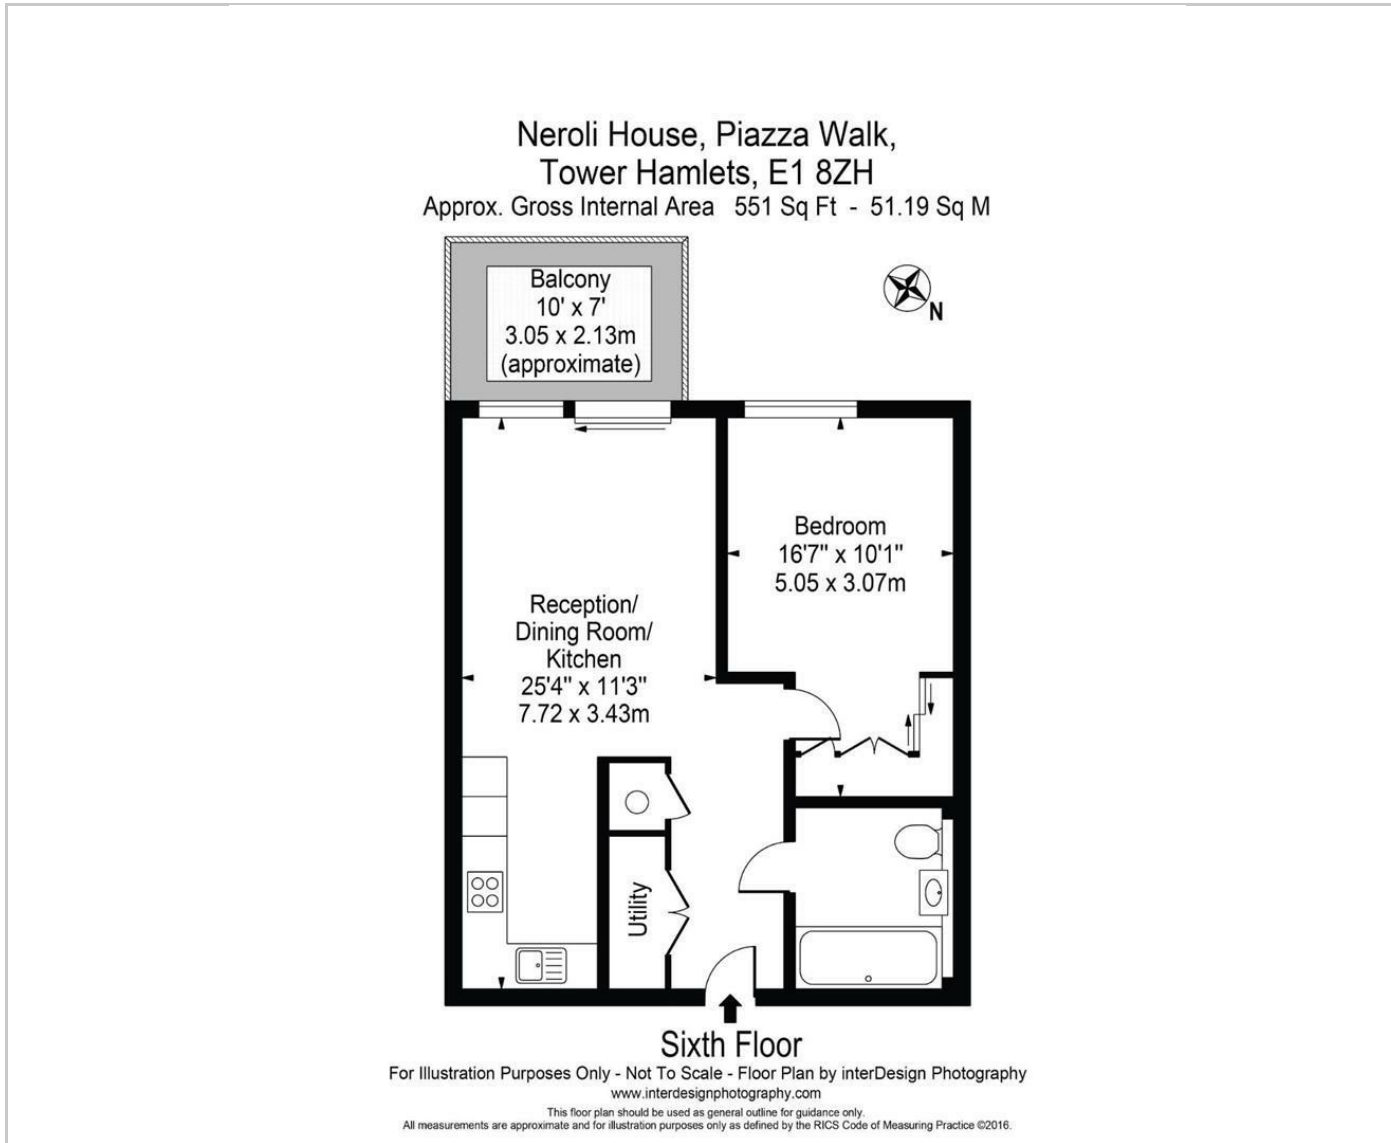 Neroli House, Piazza Walk,
Tower Hamlets, E1 8ZH
Approx. Gross Internal Area 551 Sq Ft - 51.19 Sq M
Balcony
10' x 7'
3.05 x 2.13m
(approximate)
N
Bedroom
16'7" x 10'1"
5.05 x 3.07m
Reception/
Dining Room/
Kitchen
25'4" x 11'3"
7.72 x 3.43m
Utility
Sixth Floor
For Illustration Purposes Only - Not To Scale - Floor Plan by interDesign Photography
www.interdesignphotography.com
This floor plan should be used as general outline for guidance only.
All measurements are approximate and for illustration purposes only as defined by the RICS Code of Measuring Practice ©2016.